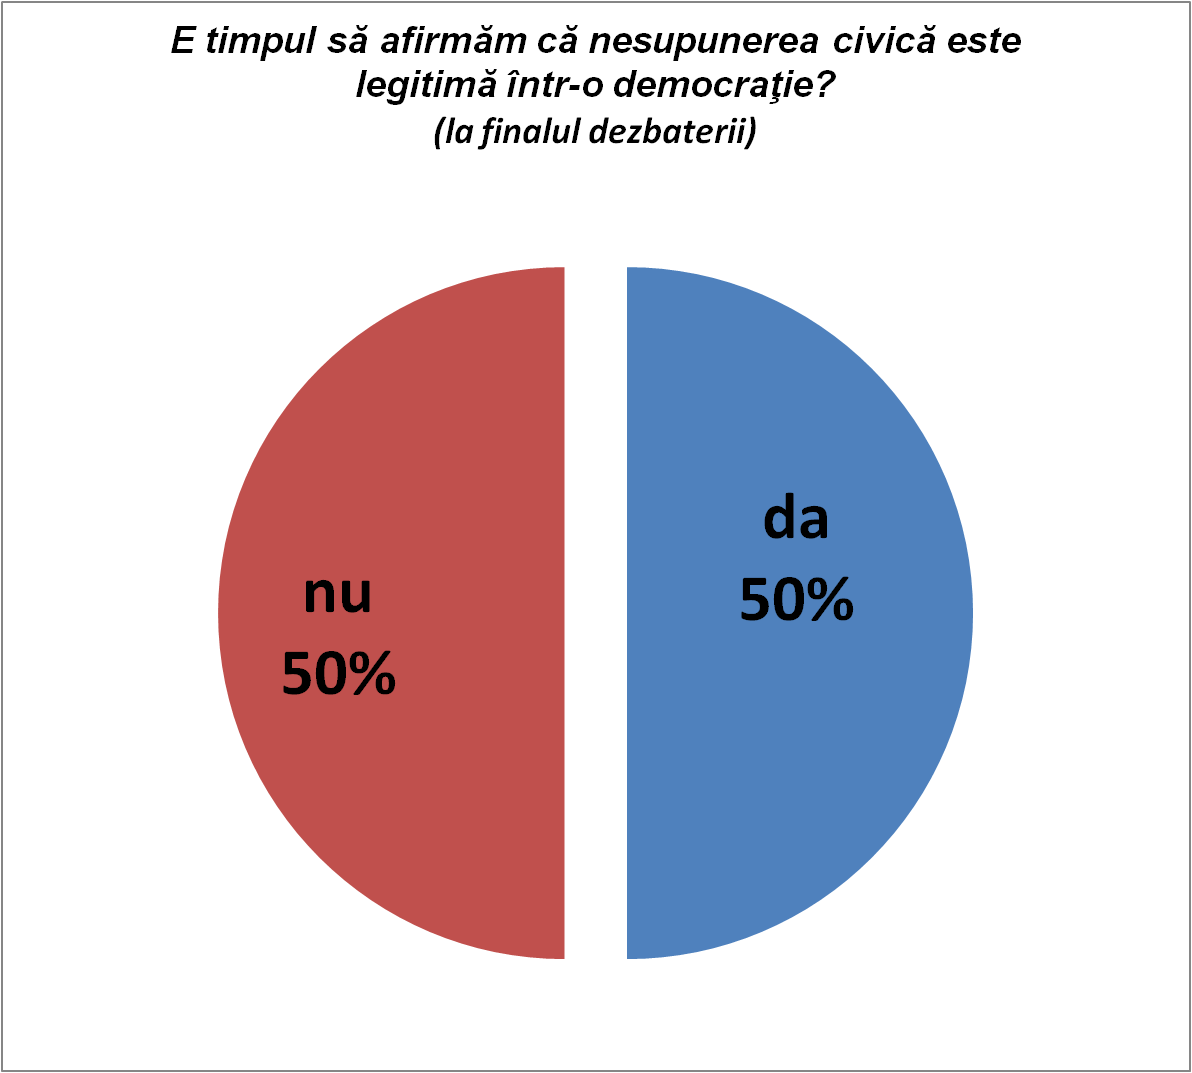 E timpul să afirmăm că nesupunerea civică este
legitimă într-o democraţie?
(la finalul dezbaterii)
da
50%
nu
50%